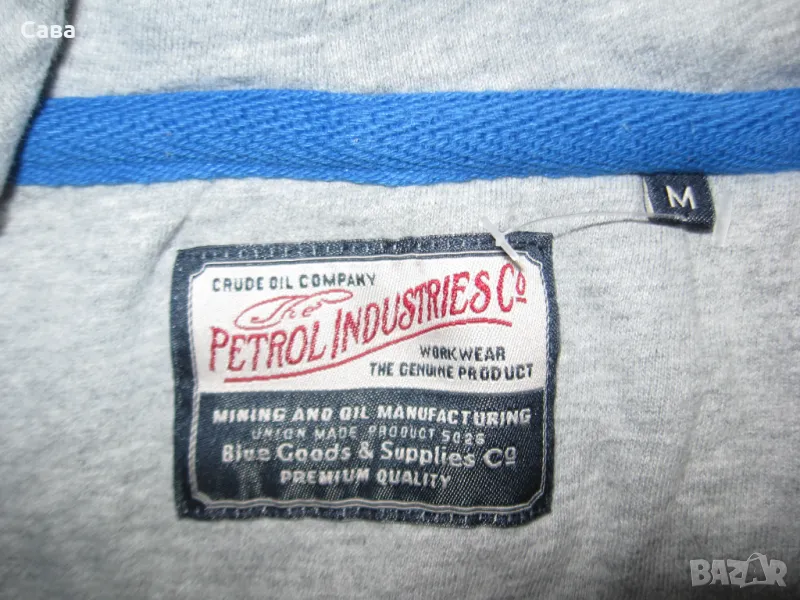 Сава
M
CRUDE OIL COMPANY
The
PETROL INDUSTRIES Cº
WORKWEAR
THE GENUINE PRODUCT
MINING AND OIL MANUFACTURING
UNION MADE PRODUCT 5026
Blue Goods & Supplies Cº
PREMIUM QUALITY
BAZAR